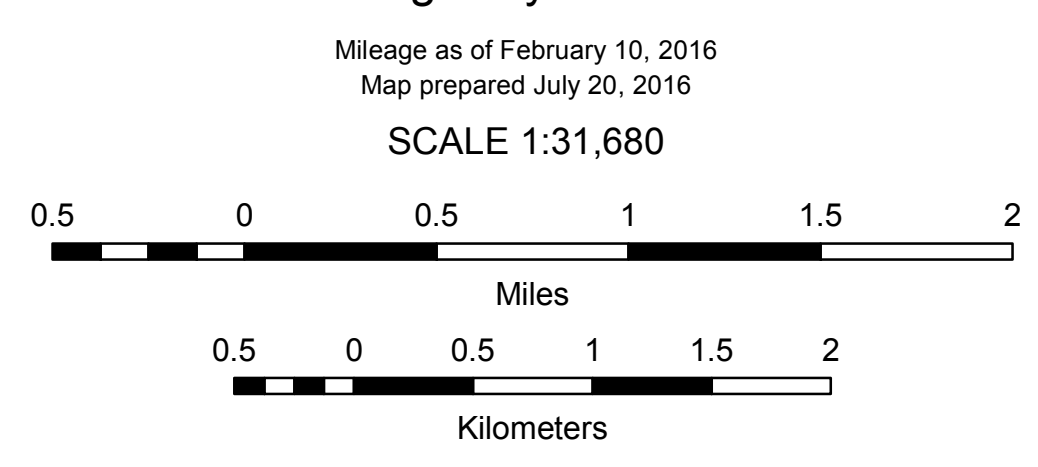 Mileage as of February 10, 2016
Map prepared July 20, 2016
SCALE 1:31,680
0.5 0 0.5 1 1.5 2
Miles
0.5 0 0.5 1 1.5 2
Kilometers